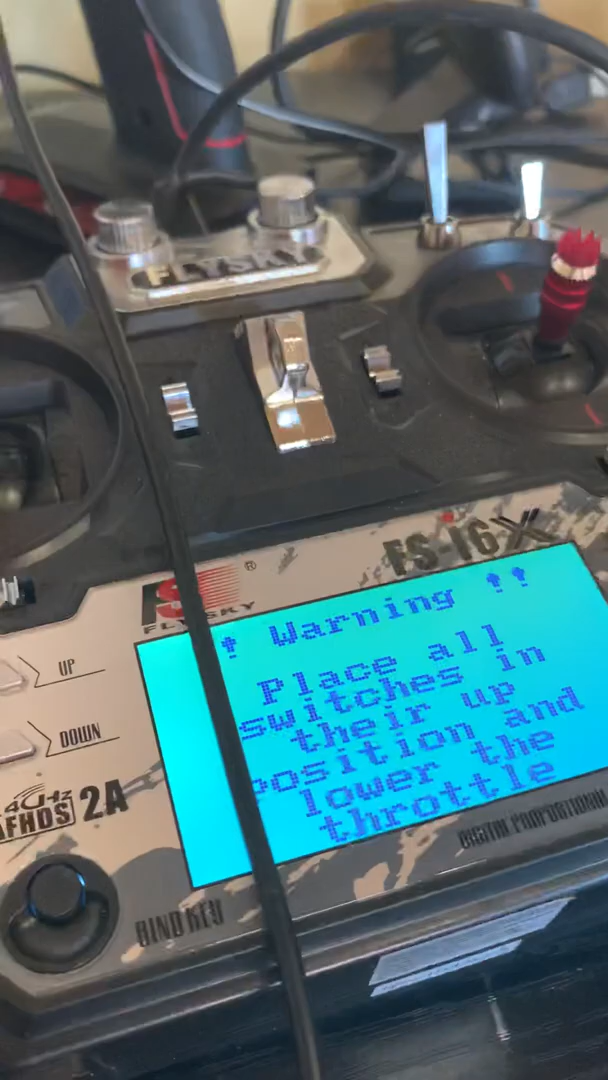 FLYSKY
FS-i6X
FS®
FLYSKY
! Warning !!
Place all
switches in
their up
position and
lower the
throttle
UP
DOWN
2.4GHz
AFHDS 2A
DIGITAL PROPORTIONAL
BIND KEY